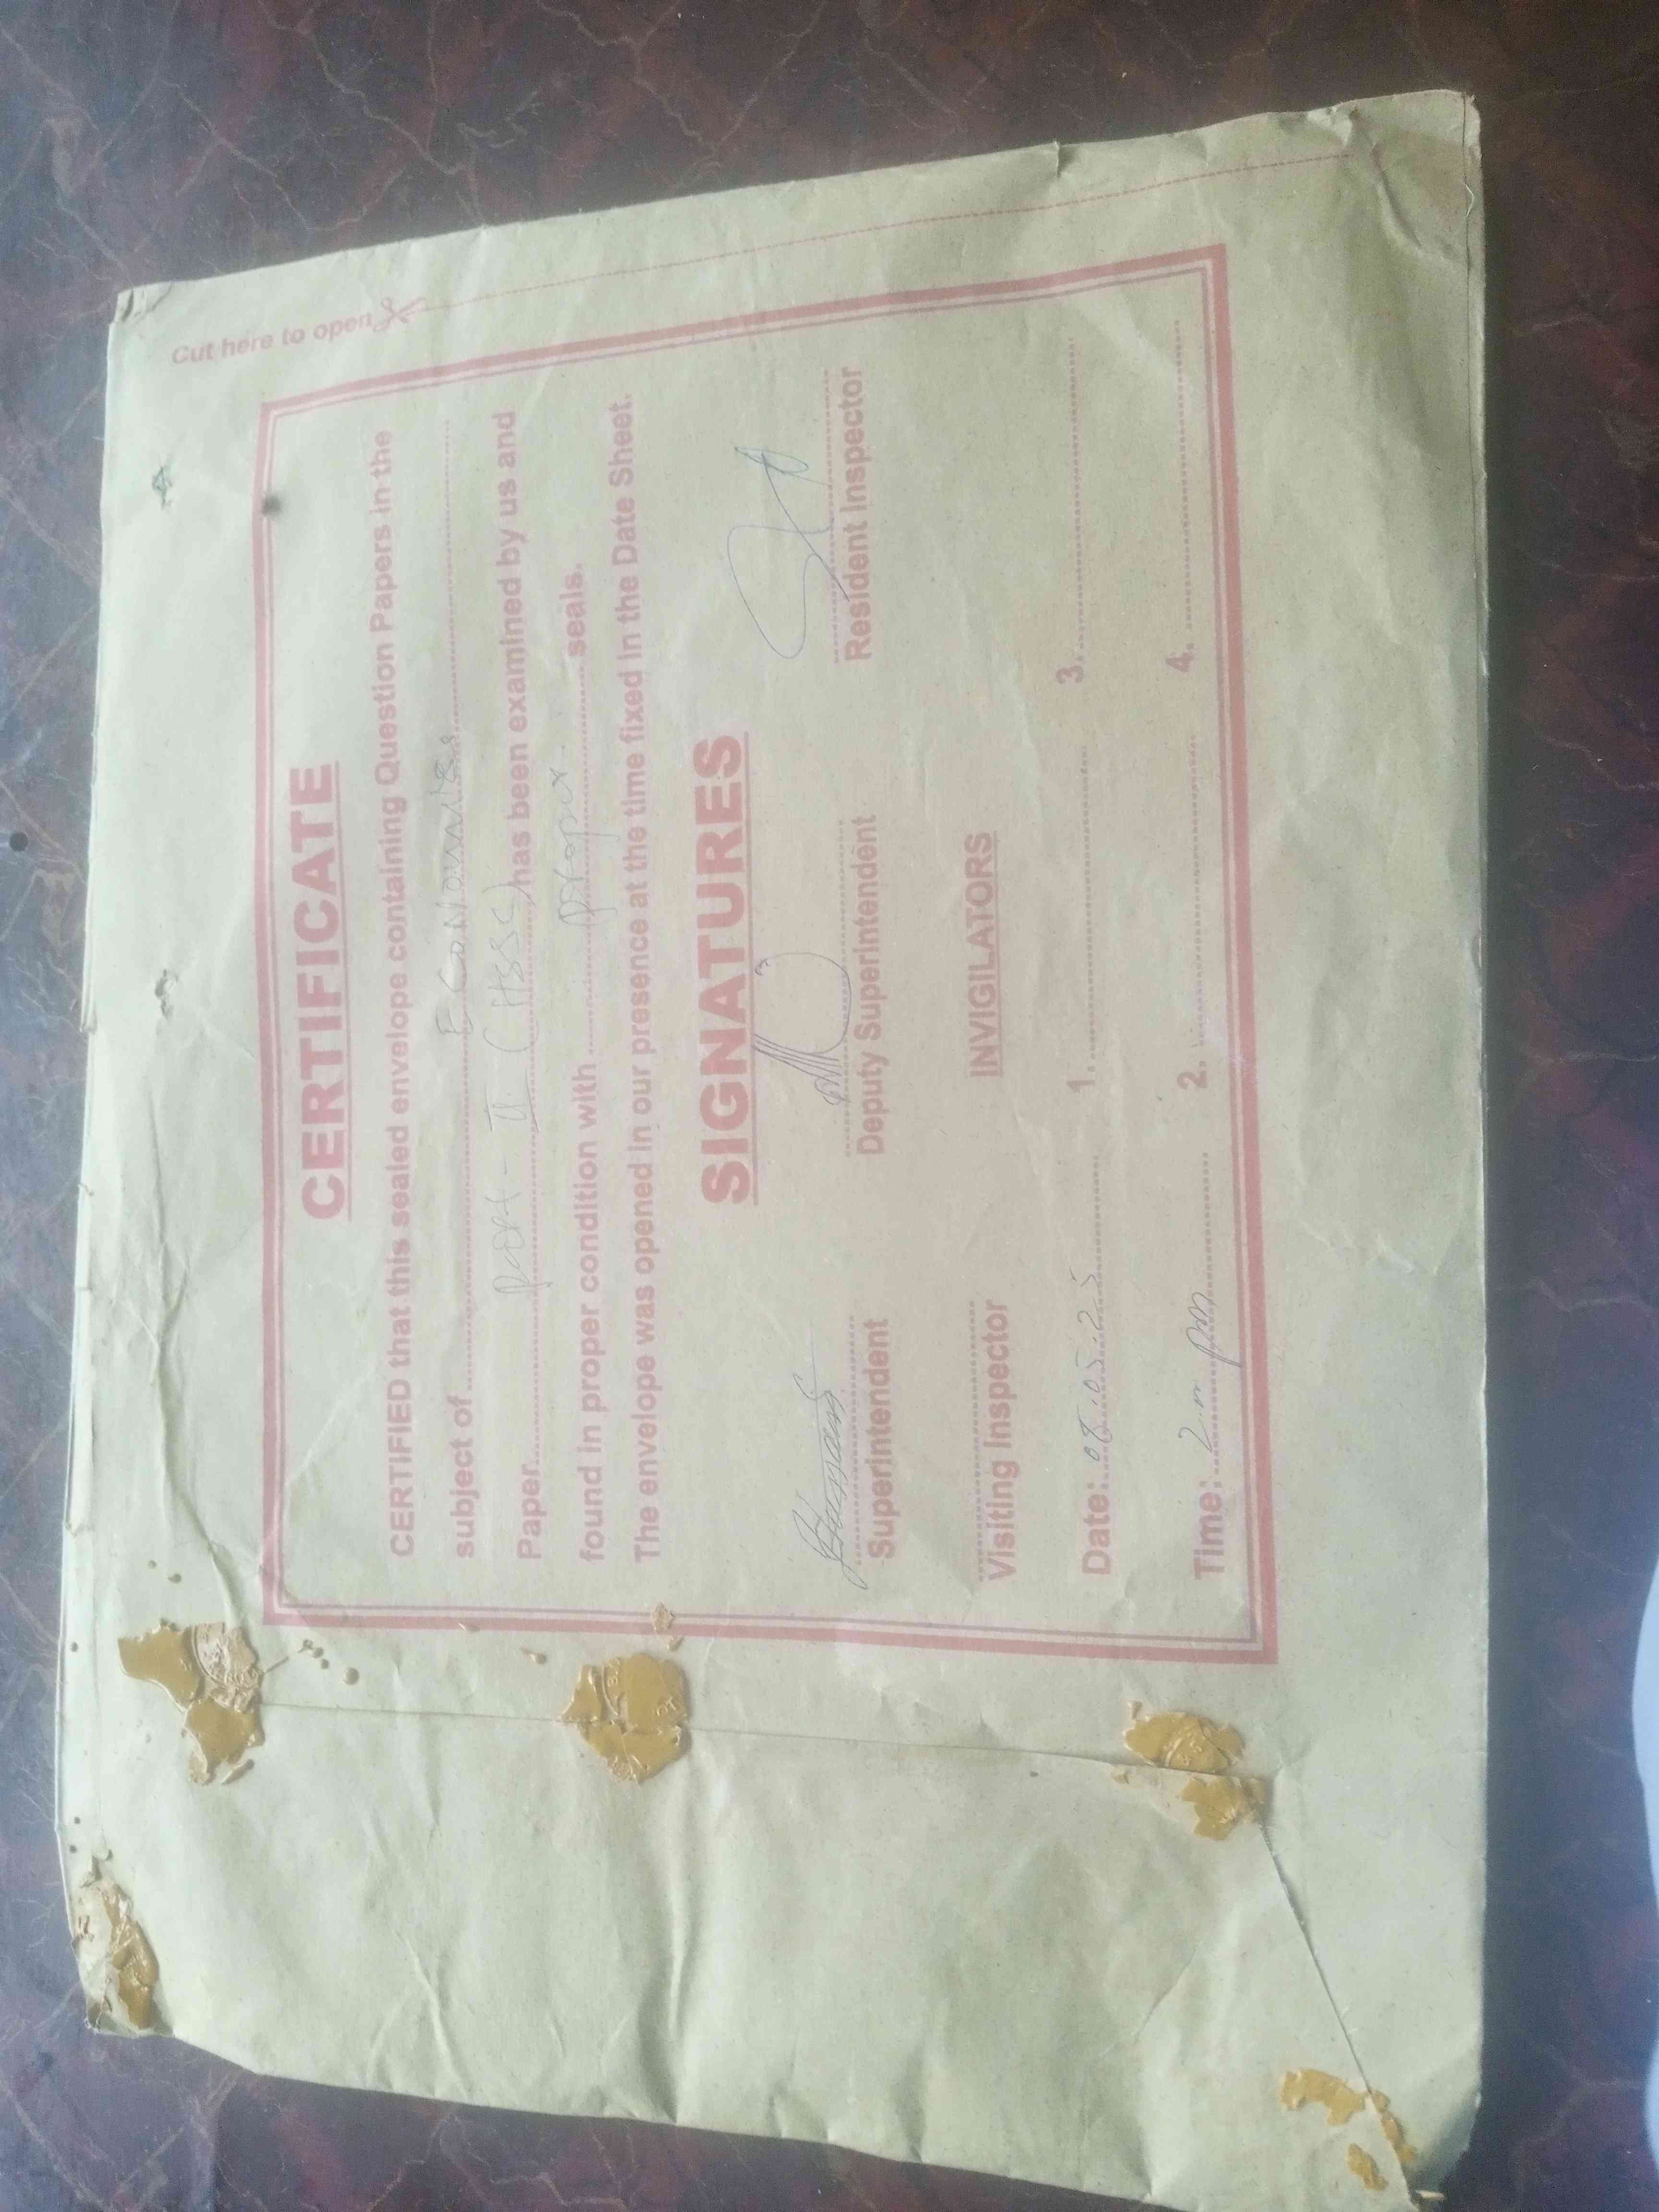 Cut here to open
CERTIFICATE
CERTIFIED that this sealed envelope containing Question Papers in the
subject of Economics
Paper part - II (HSS) has been examined by us and
found in proper condition with proper seals.
The envelope was opened in our presence at the time fixed in the Date Sheet.
SIGNATURES
Superintendent Deputy Superintendent Resident Inspector
Visiting Inspector INVIGILATORS
Date: 08.05.25 1. 3.
Time: 2 pm 2. 4.